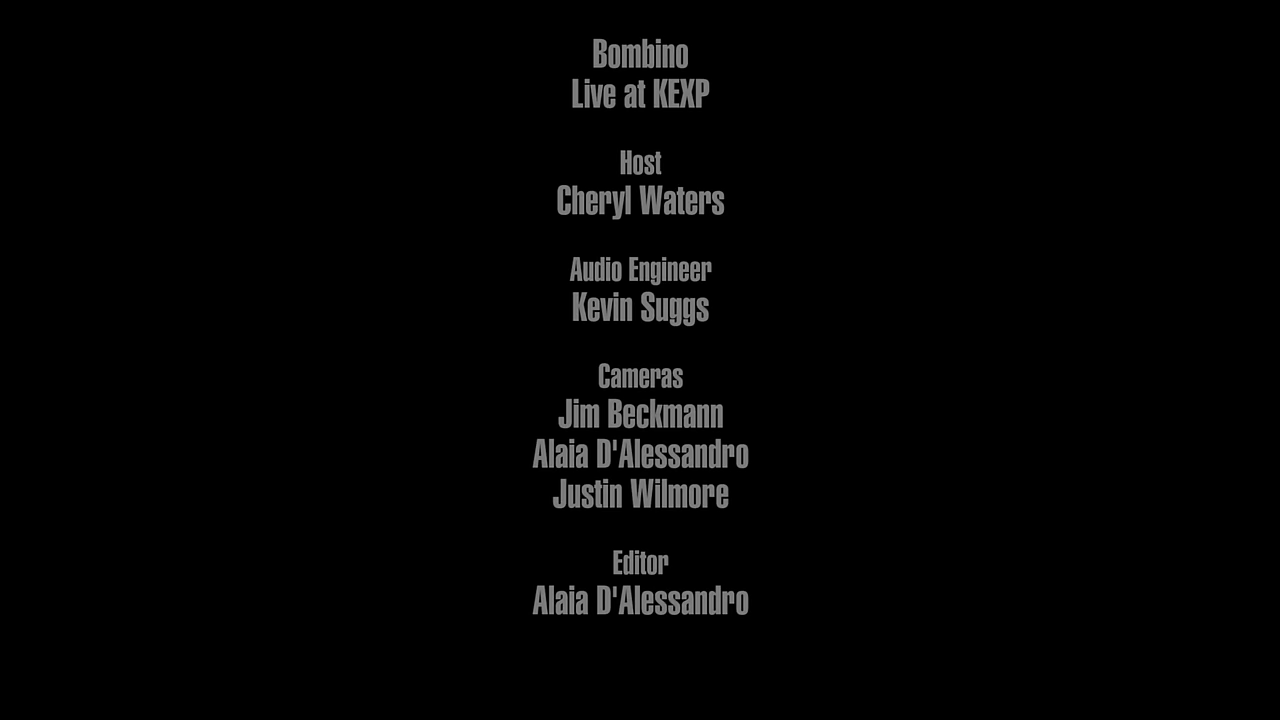 Bombino
Live at KEXP
Host
Cheryl Waters
Audio Engineer
Kevin Suggs
Cameras
Jim Beckmann
Alaia D'Alessandro
Justin Wilmore
Editor
Alaia D'Alessandro